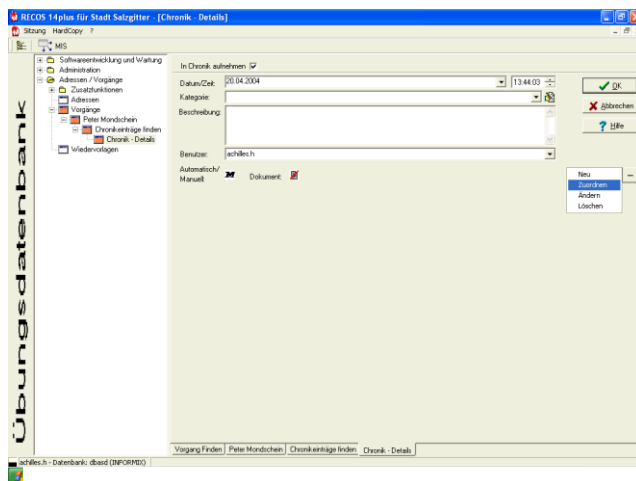 RECOS 14plus für Stadt Salzgitter - [Chronik - Details]
Sitzung HardCopy ?
MIS
Softwareentwicklung und Wartung
Administration
Adressen / Vorgänge
Zusatzfunktionen
Adressen
Vorgänge
Peter Mondschein
Chronikeinträge finden
Chronik - Details
Wiedervorlagen
Übungsdatenbank
In Chronik aufnehmen
Datum/Zeit: 20.04.2004 13:44:03
Kategorie:
Beschreibung:
Benutzer: achilles.h
Automatisch/
Manuell: M Dokument:
OK
Abbrechen
? Hilfe
Neu
Zuordnen
Ändern
Löschen
Vorgang Finden Peter Mondschein Chronikeinträge finden Chronik - Details
achilles.h - Datenbank: dbasd (INFORMIX)